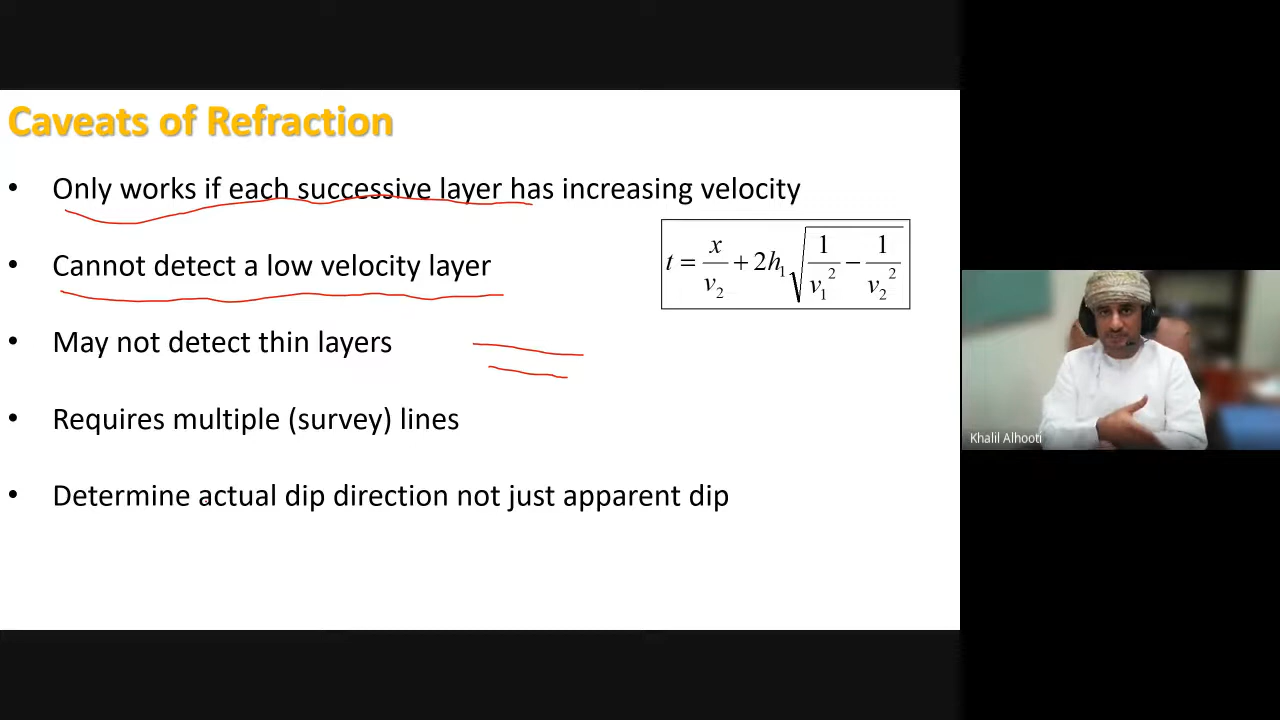 Caveats of Refraction
• Only works if each successive layer has increasing velocity
t = x/v₂ + 2h₁√(1/v₁² − 1/v₂²)
• Cannot detect a low velocity layer
• May not detect thin layers
• Requires multiple (survey) lines
• Determine actual dip direction not just apparent dip
Khalil Alhooti